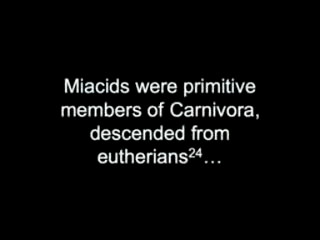 Miacids were primitive
members of Carnivora,
descended from
eutherians²⁴…